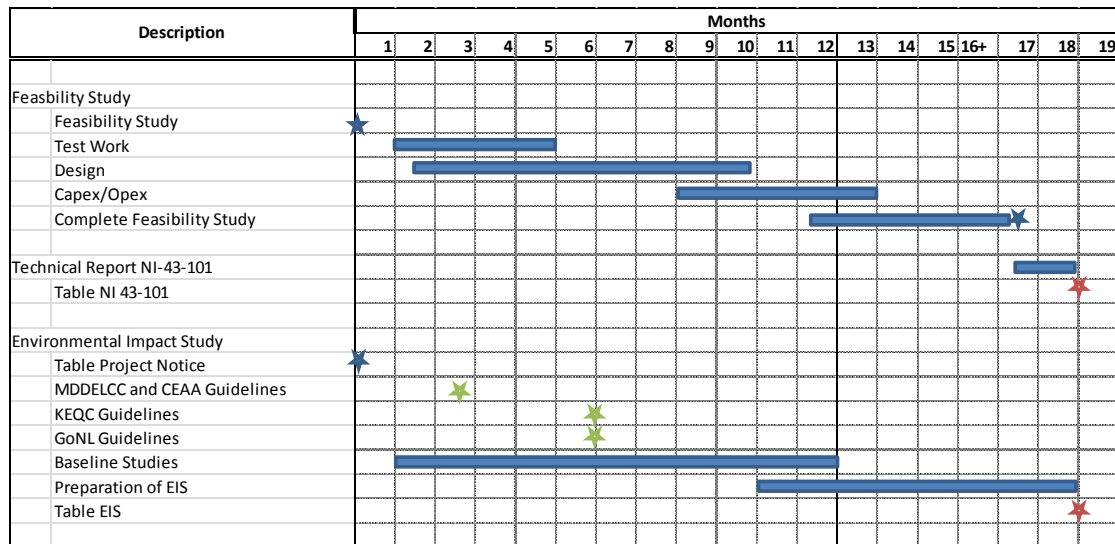 Description
Months
1 2 3 4 5 6 7 8 9 10 11 12 13 14 15 16+ 17 18 19
Feasbility Study
Feasibility Study
Test Work
Design
Capex/Opex
Complete Feasibility Study
Technical Report NI-43-101
Table NI 43-101
Environmental Impact Study
Table Project Notice
MDDELCC and CEAA Guidelines
KEQC Guidelines
GoNL Guidelines
Baseline Studies
Preparation of EIS
Table EIS